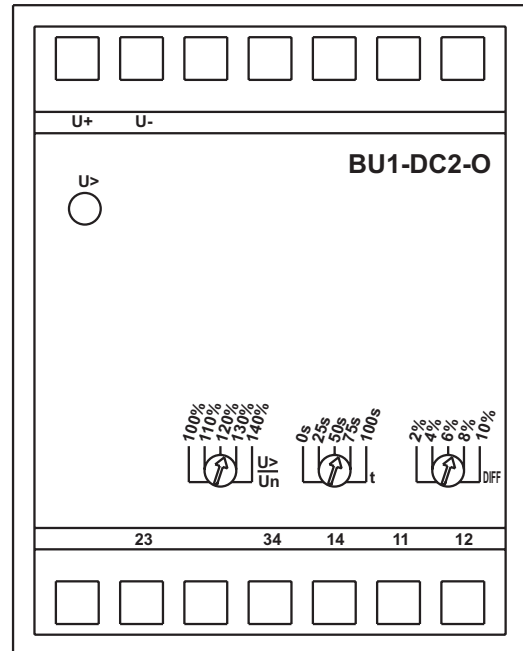 U+ U-
BU1-DC2-O
U>
100% 110% 120% 130% 140%
U>
Un
0s 25s 50s 75s 100s
t
2% 4% 6% 8% 10%
DIFF
23 34 14 11 12